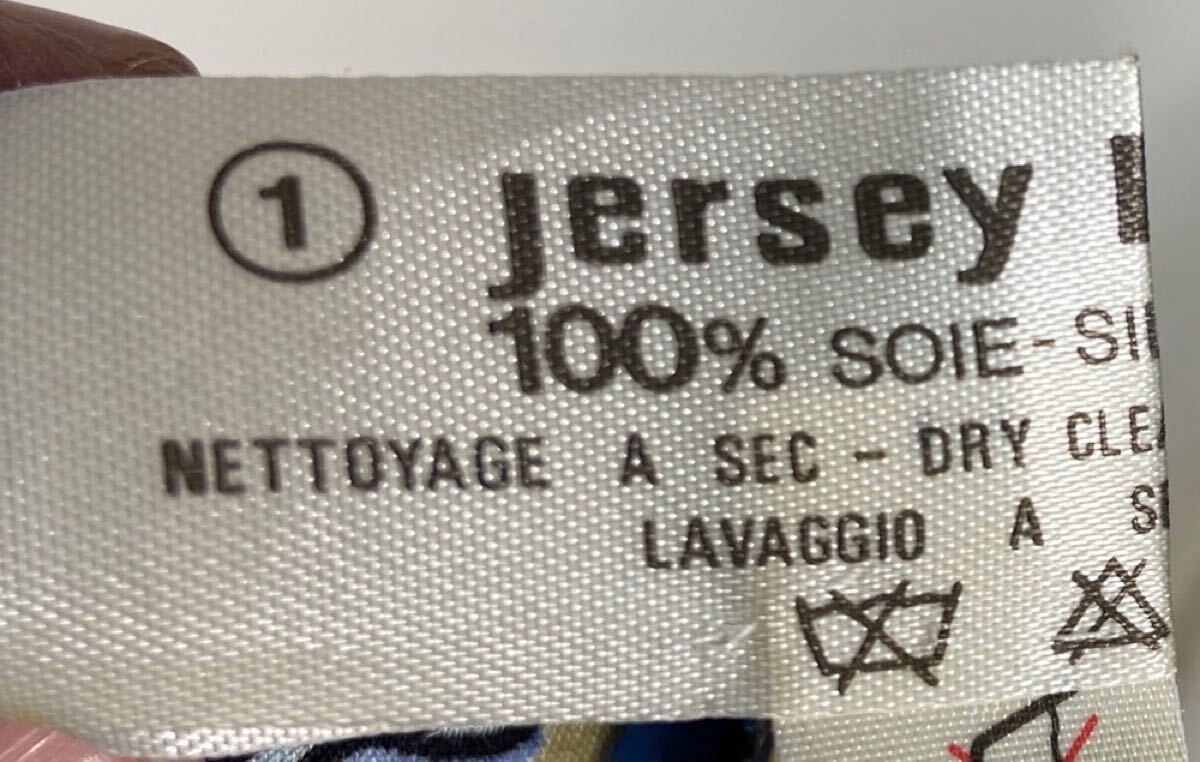 1 jersey
100% SOIE-
NETTOYAGE A SEC - DRY
LAVAGGIO A